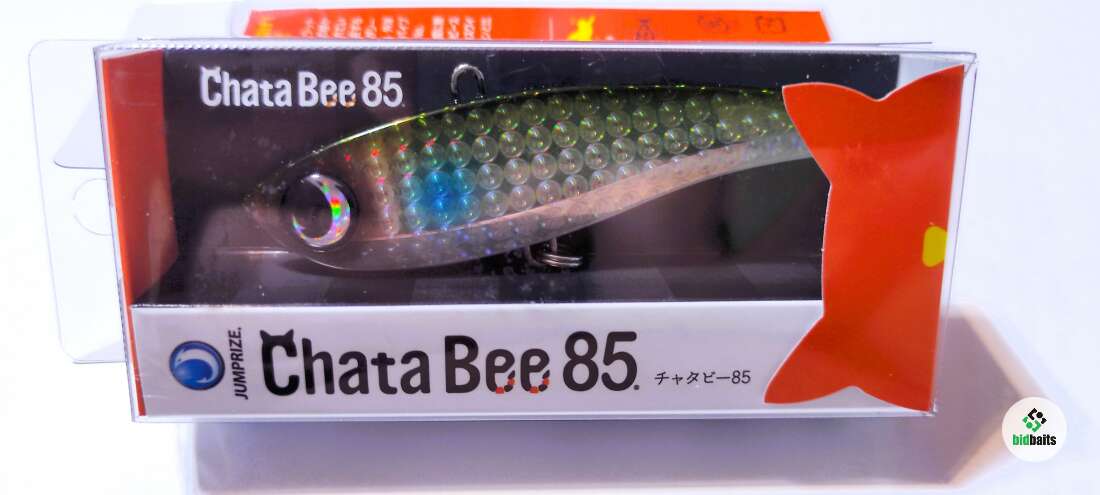 Chata Bee 85
JUMPRIZE.
Chata Bee 85.
チャタビー85
bidbaits